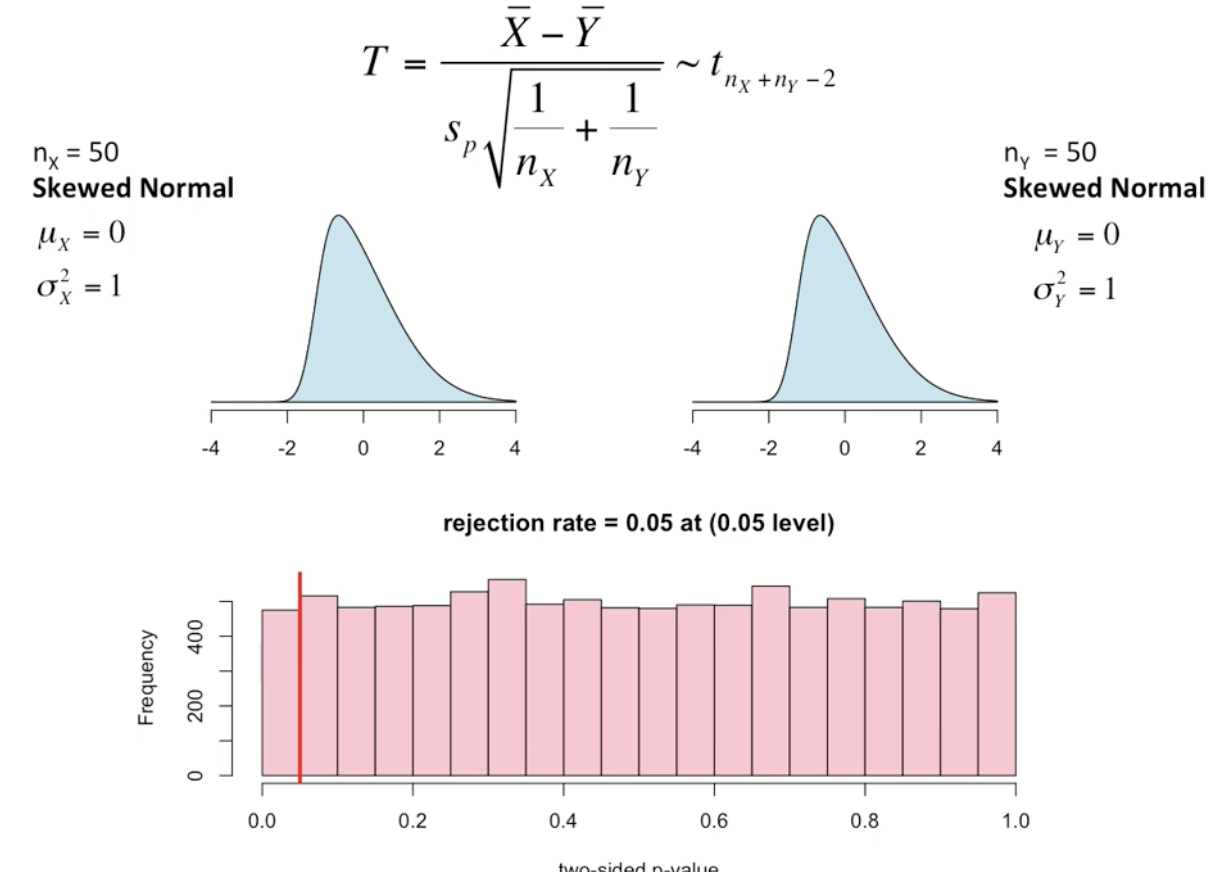 T = (X̄ − Ȳ) / (s_p √(1/n_X + 1/n_Y)) ~ t_{n_X + n_Y − 2}
n_X = 50
Skewed Normal
μ_X = 0
σ²_X = 1
n_Y = 50
Skewed Normal
μ_Y = 0
σ²_Y = 1
-4 -2 0 2 4
-4 -2 0 2 4
rejection rate = 0.05 at (0.05 level)
Frequency
400
200
0
0.0 0.2 0.4 0.6 0.8 1.0
two-sided p-value